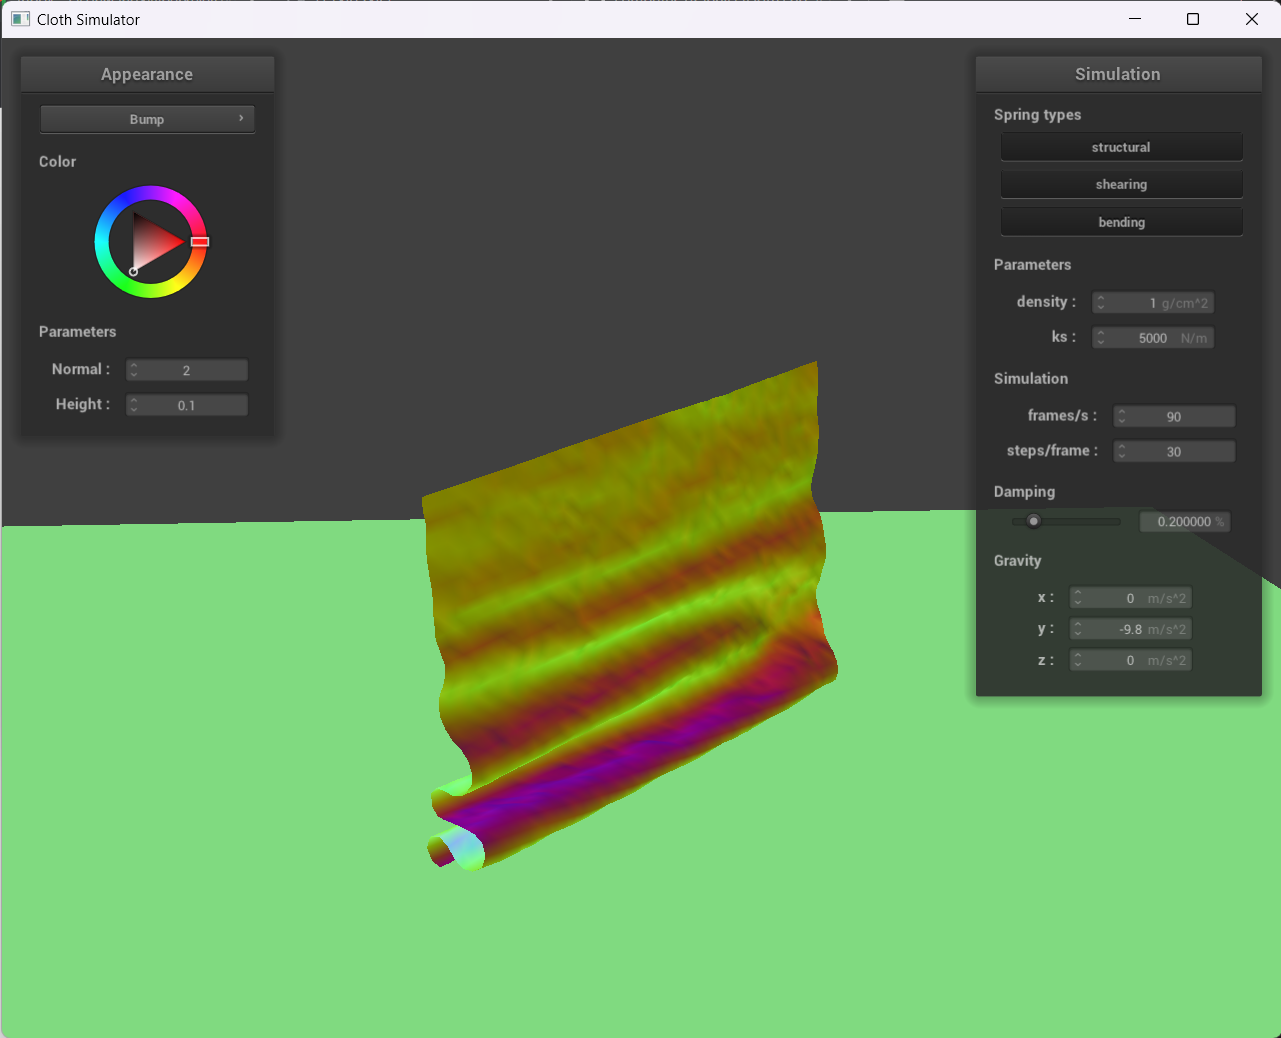 Cloth Simulator
Appearance
Bump
Color
Parameters
Normal : 2
Height : 0.1
Simulation
Spring types
structural
shearing
bending
Parameters
density : 1 g/cm^2
ks : 5000 N/m
Simulation
frames/s : 90
steps/frame : 30
Damping
0.200000 %
Gravity
x : 0 m/s^2
y : -9.8 m/s^2
z : 0 m/s^2